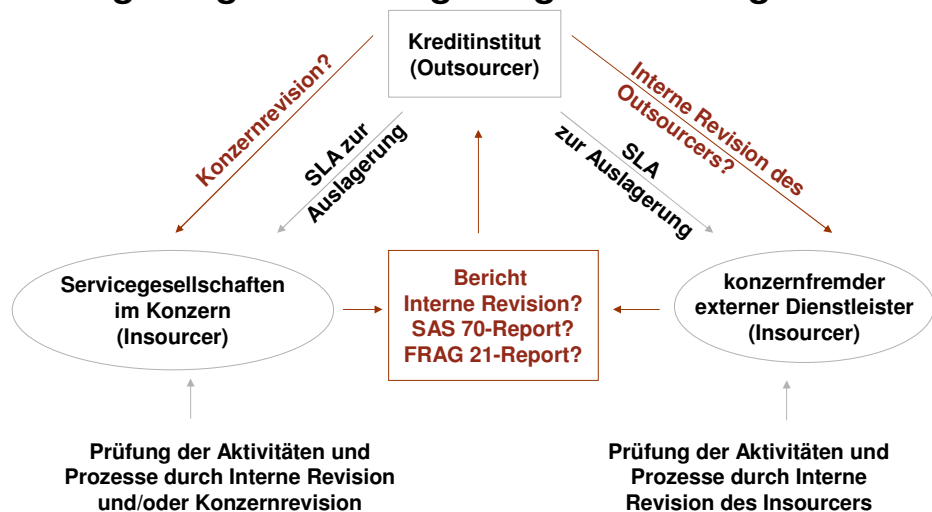 Kreditinstitut
(Outsourcer)
Konzernrevision?
SLA zur
Auslagerung
SLA
zur Auslagerung
Interne Revision des
Outsourcers?
Servicegesellschaften
im Konzern
(Insourcer)
Bericht
Interne Revision?
SAS 70-Report?
FRAG 21-Report?
konzernfremder
externer Dienstleister
(Insourcer)
Prüfung der Aktivitäten und
Prozesse durch Interne Revision
und/oder Konzernrevision
Prüfung der Aktivitäten und
Prozesse durch Interne
Revision des Insourcers